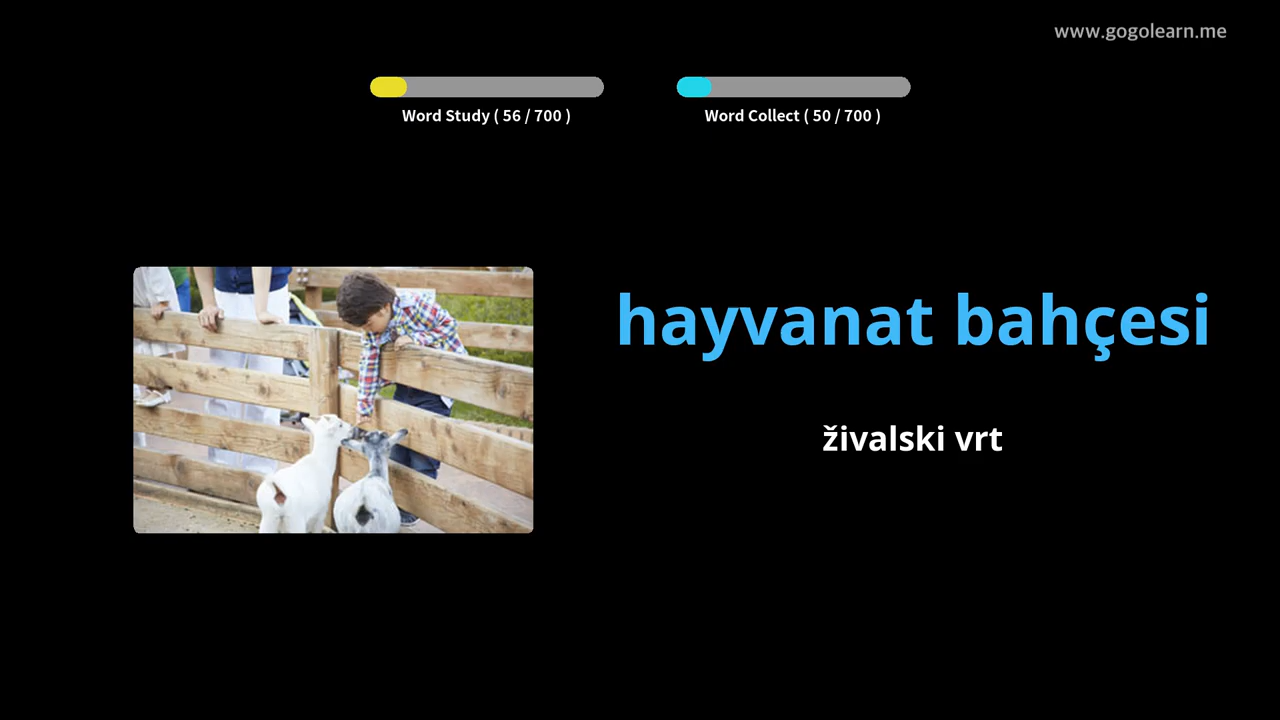 www.gogolearn.me
Word Study ( 56 / 700 )
Word Collect ( 50 / 700 )
hayvanat bahçesi
živalski vrt